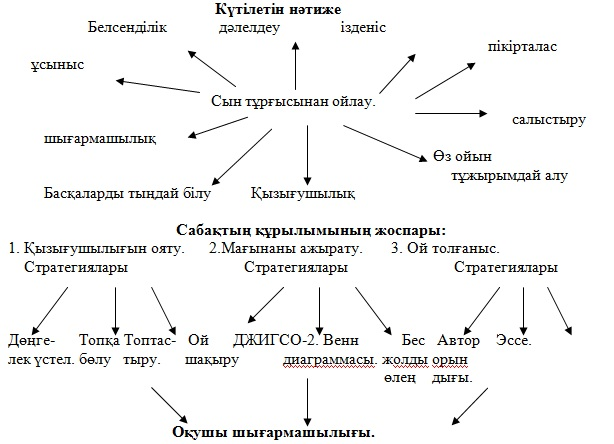 Күтілетін нәтиже
Белсенділік дәлелдеу ізденіс
пікірталас
ұсыныс
Сын тұрғысынан ойлау.
салыстыру
шығармашылық
Өз ойын
тұжырымдай алу
Басқаларды тыңдай білу Қызығушылық
Сабақтың құрылымының жоспары:
1. Қызығушылығын ояту. 2.Мағынаны ажырату. 3. Ой толғаныс.
Стратегиялары Стратегиялары Стратегиялары
Дөңге- Топқа Топтас- Ой ДЖИГСО-2. Венн Бес Автор Эссе.
лек үстел. бөлу тыру. шақыру диаграммасы. жолды орын
өлең дығы.
Оқушы шығармашылығы.